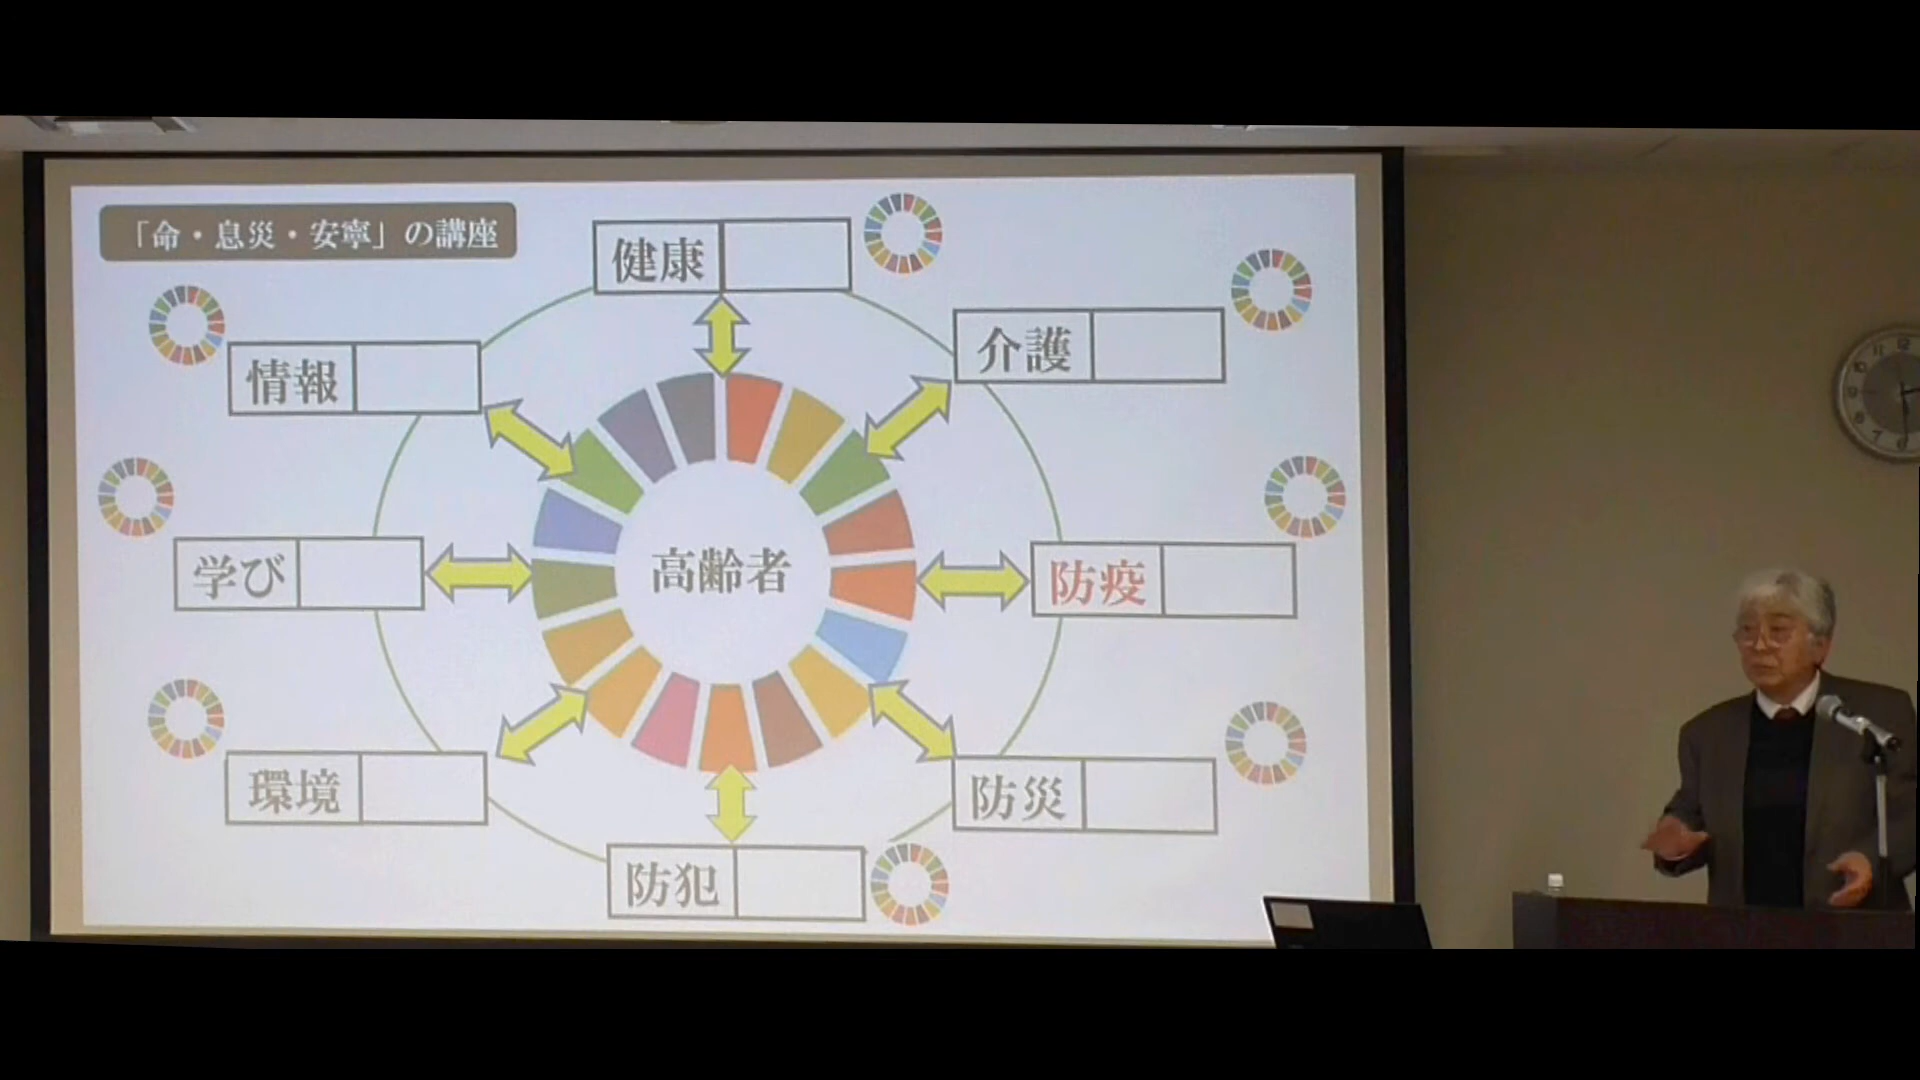 「命・息災・安寧」の講座
健康
介護
情報
学び
高齢者
防疫
環境
防災
防犯